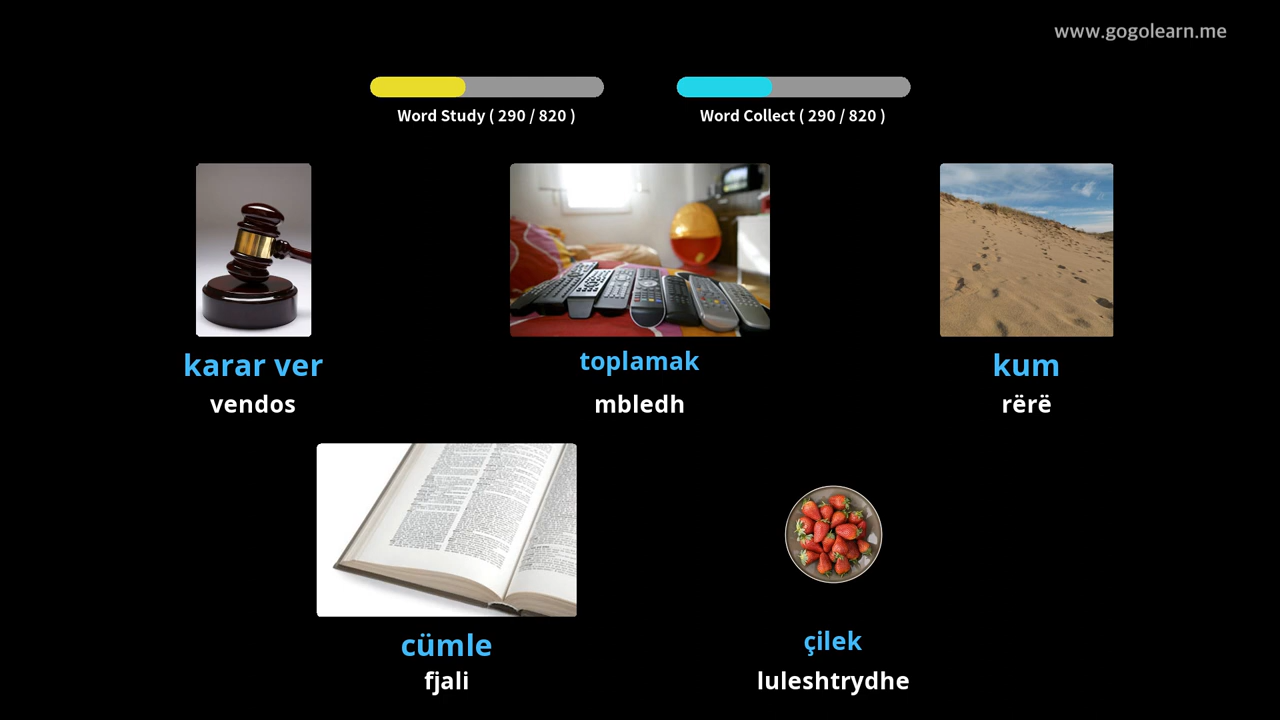 www.gogolearn.me
Word Study ( 290 / 820 )
Word Collect ( 290 / 820 )
karar ver
vendos
toplamak
mbledh
kum
rërë
cümle
fjali
çilek
luleshtrydhe